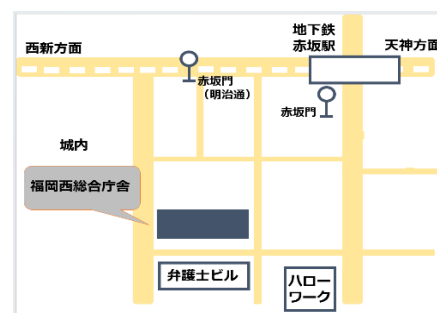 地下鉄
赤坂駅
西新方面
天神方面
赤坂門
(明治通)
赤坂門
城内
福岡西総合庁舎
弁護士ビル
ハロー
ワーク